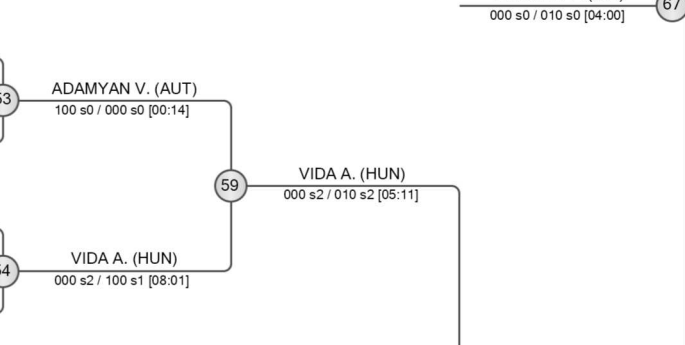 67
000 s0 / 010 s0 [04:00]
ADAMYAN V. (AUT)
100 s0 / 000 s0 [00:14]
VIDA A. (HUN)
59
000 s2 / 010 s2 [05:11]
VIDA A. (HUN)
000 s2 / 100 s1 [08:01]